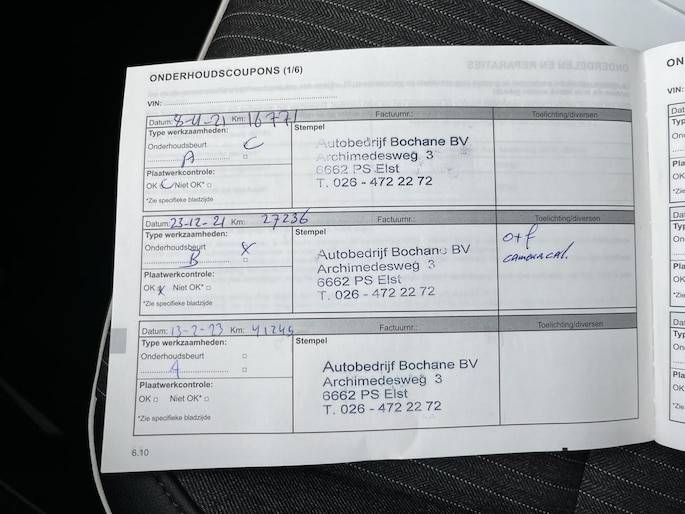 ONDERHOUDSCOUPONS (1/6)
VIN:
Datum: 8-11-21 Km: 16771 Factuurnr.: Toelichting/diversen
Type werkzaamheden: Stempel
Onderhoudsbeurt
A
Plaatwerkcontrole:
OK Niet OK*
*Zie specifieke bladzijde
Autobedrijf Bochane BV
Archimedesweg 3
6662 PS Elst
T. 026 - 472 22 72
Datum: 23-12-21 Km: 27236 Factuurnr.: Toelichting/diversen
Type werkzaamheden: Stempel
Onderhoudsbeurt x
B
Plaatwerkcontrole:
OK x Niet OK*
*Zie specifieke bladzijde
Autobedrijf Bochane BV
Archimedesweg 3
6662 PS Elst
T. 026 - 472 22 72
o+f
camera cal.
Datum: 13-2-23 Km: 41245 Factuurnr.: Toelichting/diversen
Type werkzaamheden: Stempel
Onderhoudsbeurt
A
Plaatwerkcontrole:
OK Niet OK*
*Zie specifieke bladzijde
Autobedrijf Bochane BV
Archimedesweg 3
6662 PS Elst
T. 026 - 472 22 72
6.10